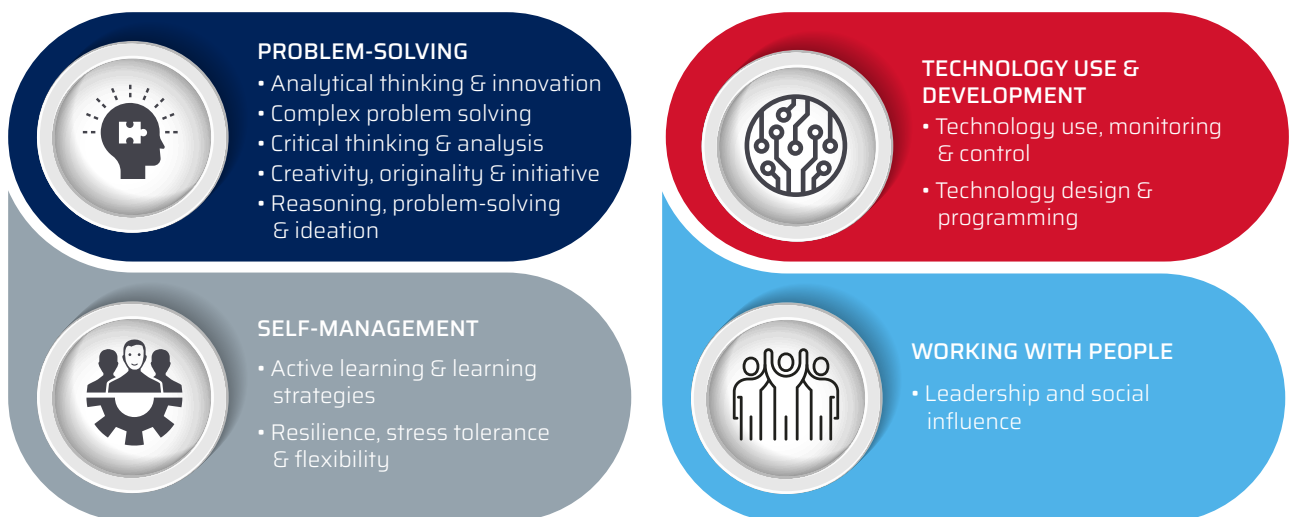 PROBLEM-SOLVING
• Analytical thinking & innovation
• Complex problem solving
• Critical thinking & analysis
• Creativity, originality & initiative
• Reasoning, problem-solving
& ideation
TECHNOLOGY USE &
DEVELOPMENT
• Technology use, monitoring
& control
• Technology design &
programming
SELF-MANAGEMENT
• Active learning & learning
strategies
• Resilience, stress tolerance
& flexibility
WORKING WITH PEOPLE
• Leadership and social
influence